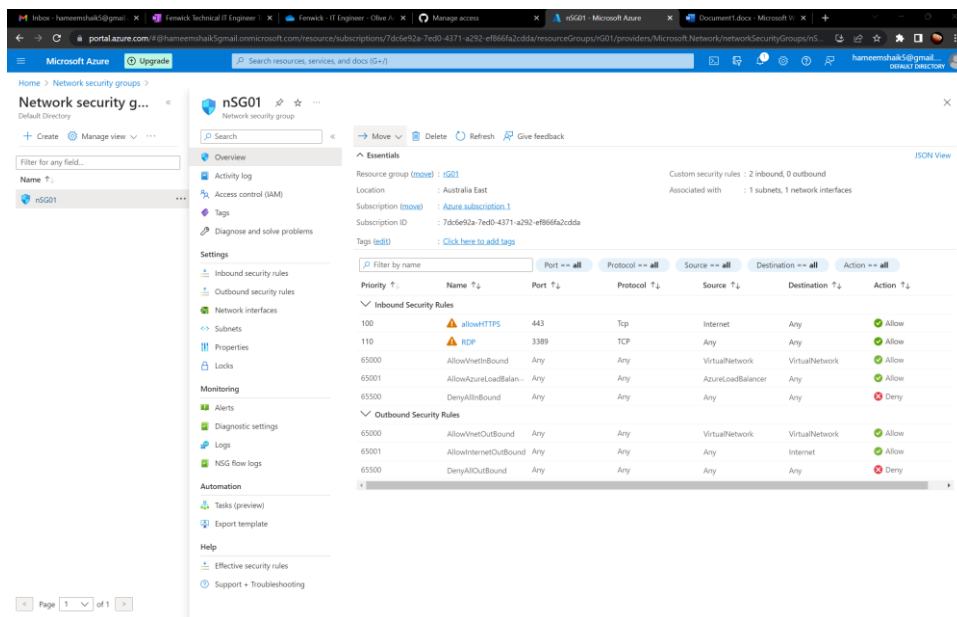 Inbox - hameemshaik5@gmail.
Fenwick Technical IT Engineer
Fenwick - IT Engineer - Olive A
Manage access
nSG01 - Microsoft Azure
Document1.docx - Microsoft W
portal.azure.com/#@hameemshaik5gmail.onmicrosoft.com/resource/subscriptions/7dc6e92a-7ed0-4371-a292-ef866fa2cdda/resourceGroups/rG01/providers/Microsoft.Network/networkSecurityGroups/nS...
Microsoft Azure
Upgrade
Search resources, services, and docs (G+/)
1
hameemshaik5@gmail....
DEFAULT DIRECTORY
Home > Network security groups >
Network security g... «
Default Directory
+ Create Manage view ...
Filter for any field...
Name ↑
nSG01 ...
Page 1 of 1
nSG01 ...
Network security group
Search «
Overview
Activity log
Access control (IAM)
Tags
Diagnose and solve problems
Settings
Inbound security rules
Outbound security rules
Network interfaces
Subnets
Properties
Locks
Monitoring
Alerts
Diagnostic settings
Logs
NSG flow logs
Automation
Tasks (preview)
Export template
Help
Effective security rules
Support + Troubleshooting
Move Delete Refresh Give feedback
Essentials JSON View
Resource group (move) : rG01
Location : Australia East
Subscription (move) : Azure subscription 1
Subscription ID : 7dc6e92a-7ed0-4371-a292-ef866fa2cdda
Tags (edit) : Click here to add tags
Custom security rules : 2 inbound, 0 outbound
Associated with : 1 subnets, 1 network interfaces
Filter by name Port == all Protocol == all Source == all Destination == all Action == all
Priority ↑ Name ↑↓ Port ↑↓ Protocol ↑↓ Source ↑↓ Destination ↑↓ Action ↑↓
Inbound Security Rules
100 allowHTTPS 443 Tcp Internet Any Allow
110 RDP 3389 TCP Any Any Allow
65000 AllowVnetInBound Any Any VirtualNetwork VirtualNetwork Allow
65001 AllowAzureLoadBalan... Any Any AzureLoadBalancer Any Allow
65500 DenyAllInBound Any Any Any Any Deny
Outbound Security Rules
65000 AllowVnetOutBound Any Any VirtualNetwork VirtualNetwork Allow
65001 AllowInternetOutBound Any Any Any Internet Allow
65500 DenyAllOutBound Any Any Any Any Deny